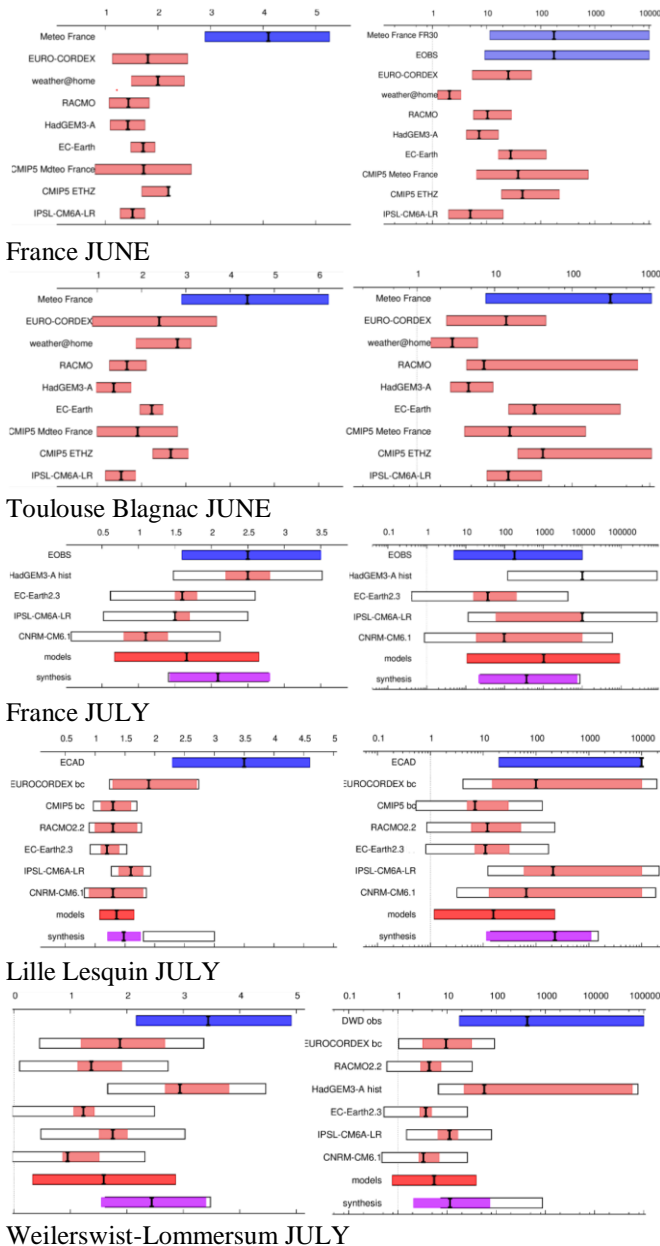 1 2 3 4 5
Meteo France
EURO-CORDEX
weather@home
RACMO
HadGEM3-A
EC-Earth
CMIP5 Mdteo France
CMIP5 ETHZ
IPSL-CM6A-LR
1 10 100 1000 10000
Meteo France FR30
EOBS
EURO-CORDEX
weather@home
RACMO
HadGEM3-A
EC-Earth
CMIP5 Meteo France
CMIP5 ETHZ
IPSL-CM6A-LR
France JUNE
1 2 3 4 5 6
Meteo France
EURO-CORDEX
weather@home
RACMO
HadGEM3-A
EC-Earth
CMIP5 Mdteo France
CMIP5 ETHZ
IPSL-CM6A-LR
1 10 100 1000
Meteo France
EURO-CORDEX
weather@home
RACMO
HadGEM3-A
EC-Earth
CMIP5 Meteo France
CMIP5 ETHZ
IPSL-CM6A-LR
Toulouse Blagnac JUNE
0.5 1 1.5 2 2.5 3 3.5
EOBS
HadGEM3-A hist
EC-Earth2.3
IPSL-CM6A-LR
CNRM-CM6.1
models
synthesis
0.1 1 10 100 1000 10000 100000
EOBS
HadGEM3-A hist
EC-Earth2.3
IPSL-CM6A-LR
CNRM-CM6.1
models
synthesis
France JULY
0.5 1 1.5 2 2.5 3 3.5 4 4.5 5
ECAD
EUROCORDEX bc
CMIP5 bc
RACMO2.2
EC-Earth2.3
IPSL-CM6A-LR
CNRM-CM6.1
models
synthesis
1 10 100 1000 10000
ECAD
EUROCORDEX bc
CMIP5 bc
RACMO2.2
EC-Earth2.3
IPSL-CM6A-LR
CNRM-CM6.1
models
synthesis
Lille Lesquin JULY
0 1 2 3 4 5
0.1 1 10 100 1000 10000 100000
DWD obs
EUROCORDEX bc
RACMO2.2
HadGEM3-A hist
EC-Earth2.3
IPSL-CM6A-LR
CNRM-CM6.1
models
synthesis
Weilerswist-Lommersum JULY